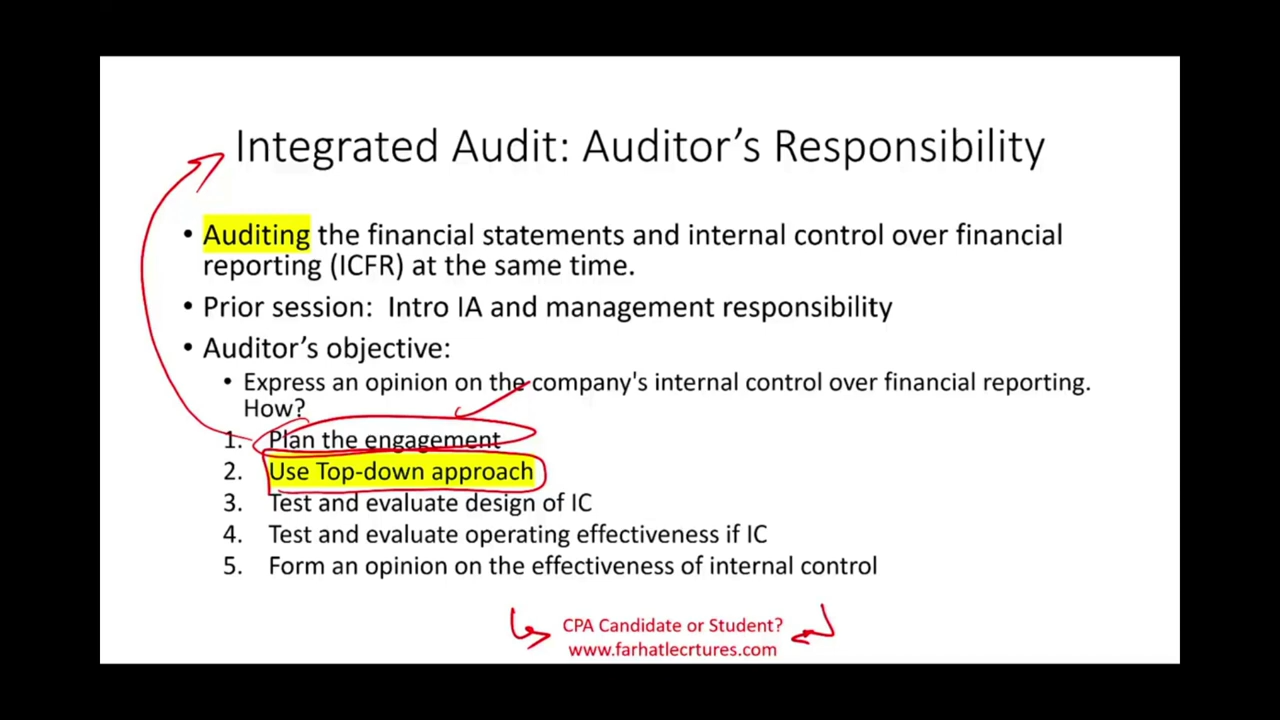 Integrated Audit: Auditor's Responsibility
• Auditing the financial statements and internal control over financial
reporting (ICFR) at the same time.
• Prior session:  Intro IA and management responsibility
• Auditor's objective:
• Express an opinion on the company's internal control over financial reporting.
How?
1. Plan the engagement
2. Use Top-down approach
3. Test and evaluate design of IC
4. Test and evaluate operating effectiveness if IC
5. Form an opinion on the effectiveness of internal control
CPA Candidate or Student?
www.farhatlecrtures.com